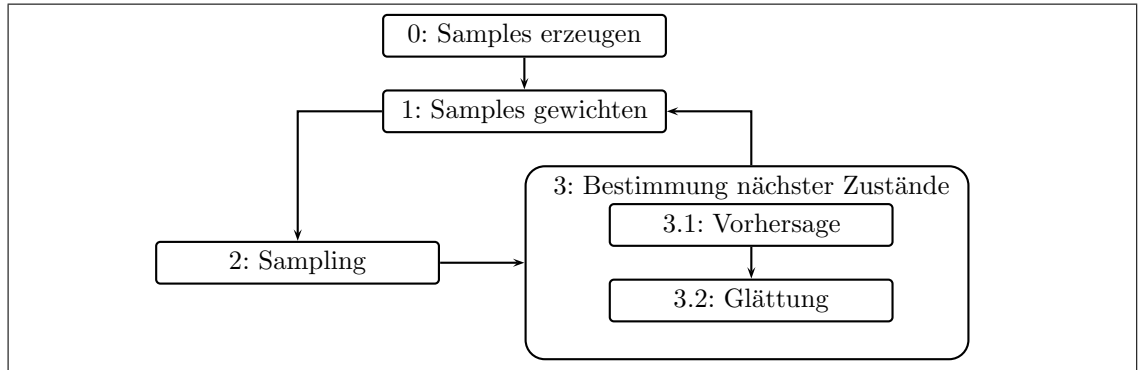 0: Samples erzeugen
1: Samples gewichten
3: Bestimmung nächster Zustände
3.1: Vorhersage
2: Sampling
3.2: Glättung